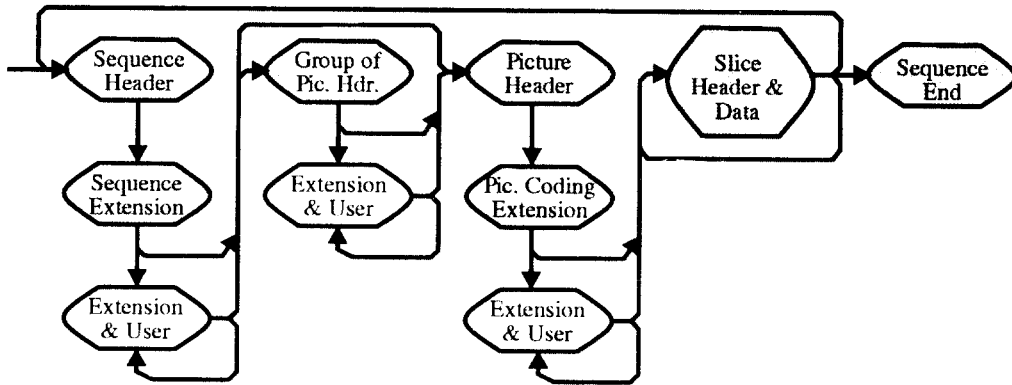 Sequence
Header
Sequence
Extension
Extension
& User
Group of
Pic. Hdr.
Extension
& User
Picture
Header
Pic. Coding
Extension
Extension
& User
Slice
Header &
Data
Sequence
End